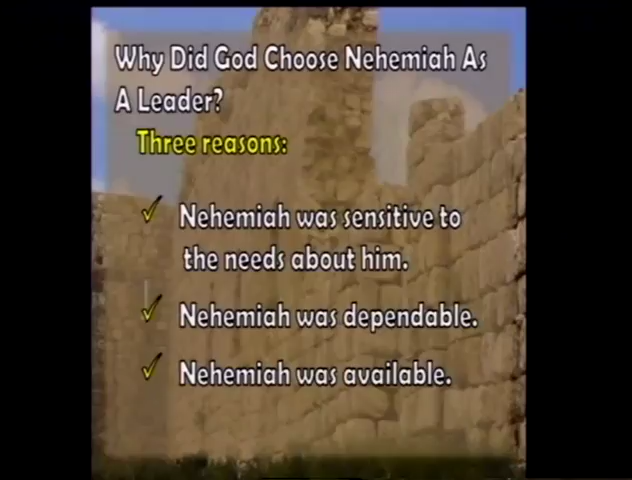 Why Did God Choose Nehemiah As
A Leader?
Three reasons:
✓ Nehemiah was sensitive to
the needs about him.
✓ Nehemiah was dependable.
✓ Nehemiah was available.